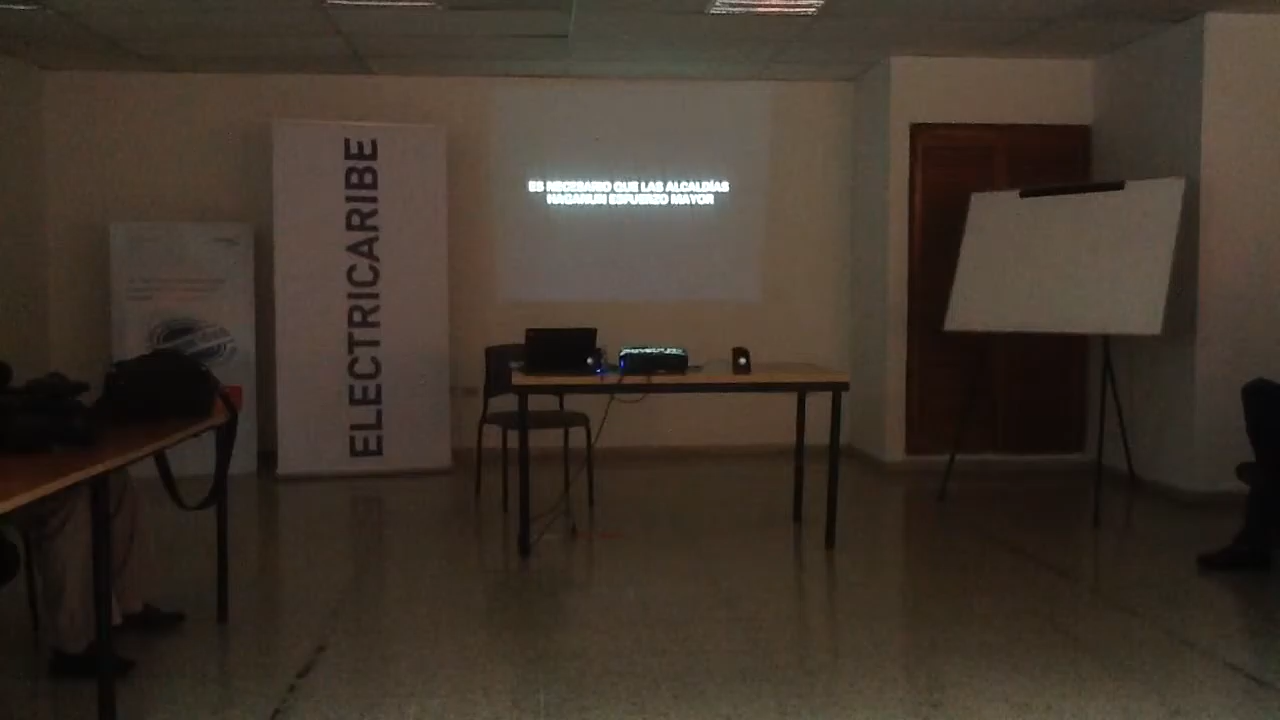 ELECTRICARIBE
ES NECESARIO QUE LAS ALCALDÍAS
HAGAN UN ESFUERZO MAYOR